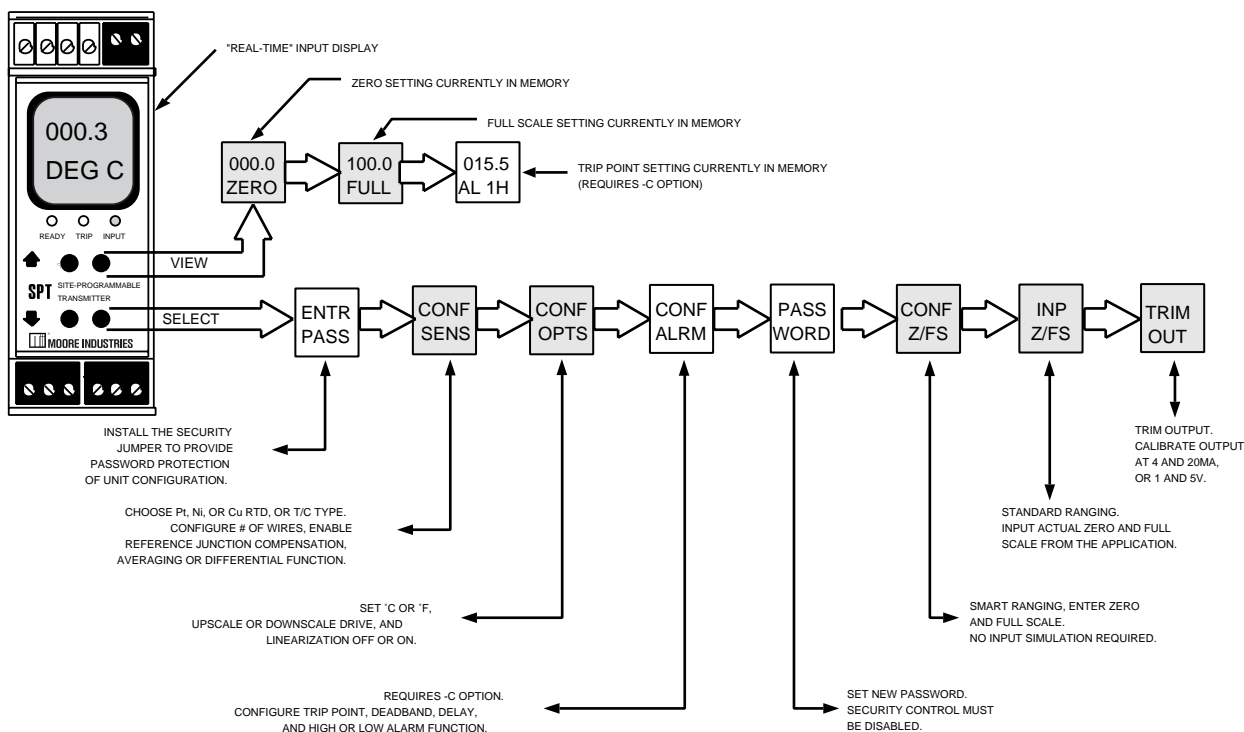 "REAL-TIME" INPUT DISPLAY
ZERO SETTING CURRENTLY IN MEMORY
FULL SCALE SETTING CURRENTLY IN MEMORY
000.3
DEG C
000.0
ZERO
100.0
FULL
015.5
AL 1H
TRIP POINT SETTING CURRENTLY IN MEMORY
(REQUIRES -C OPTION)
READY TRIP INPUT
VIEW
SPT SITE-PROGRAMMABLE
TRANSMITTER
SELECT
MOORE INDUSTRIES
ENTR
PASS
CONF
SENS
CONF
OPTS
CONF
ALRM
PASS
WORD
CONF
Z/FS
INP
Z/FS
TRIM
OUT
INSTALL THE SECURITY
JUMPER TO PROVIDE
PASSWORD PROTECTION
OF UNIT CONFIGURATION.
CHOOSE Pt, Ni, OR Cu RTD, OR T/C TYPE.
CONFIGURE # OF WIRES, ENABLE
REFERENCE JUNCTION COMPENSATION,
AVERAGING OR DIFFERENTIAL FUNCTION.
SET ˚C OR ˚F,
UPSCALE OR DOWNSCALE DRIVE, AND
LINEARIZATION OFF OR ON.
REQUIRES -C OPTION.
CONFIGURE TRIP POINT, DEADBAND, DELAY,
AND HIGH OR LOW ALARM FUNCTION.
SET NEW PASSWORD.
SECURITY CONTROL MUST
BE DISABLED.
SMART RANGING, ENTER ZERO
AND FULL SCALE.
NO INPUT SIMULATION REQUIRED.
STANDARD RANGING.
INPUT ACTUAL ZERO AND FULL
SCALE FROM THE APPLICATION.
TRIM OUTPUT.
CALIBRATE OUTPUT
AT 4 AND 20MA,
OR 1 AND 5V.